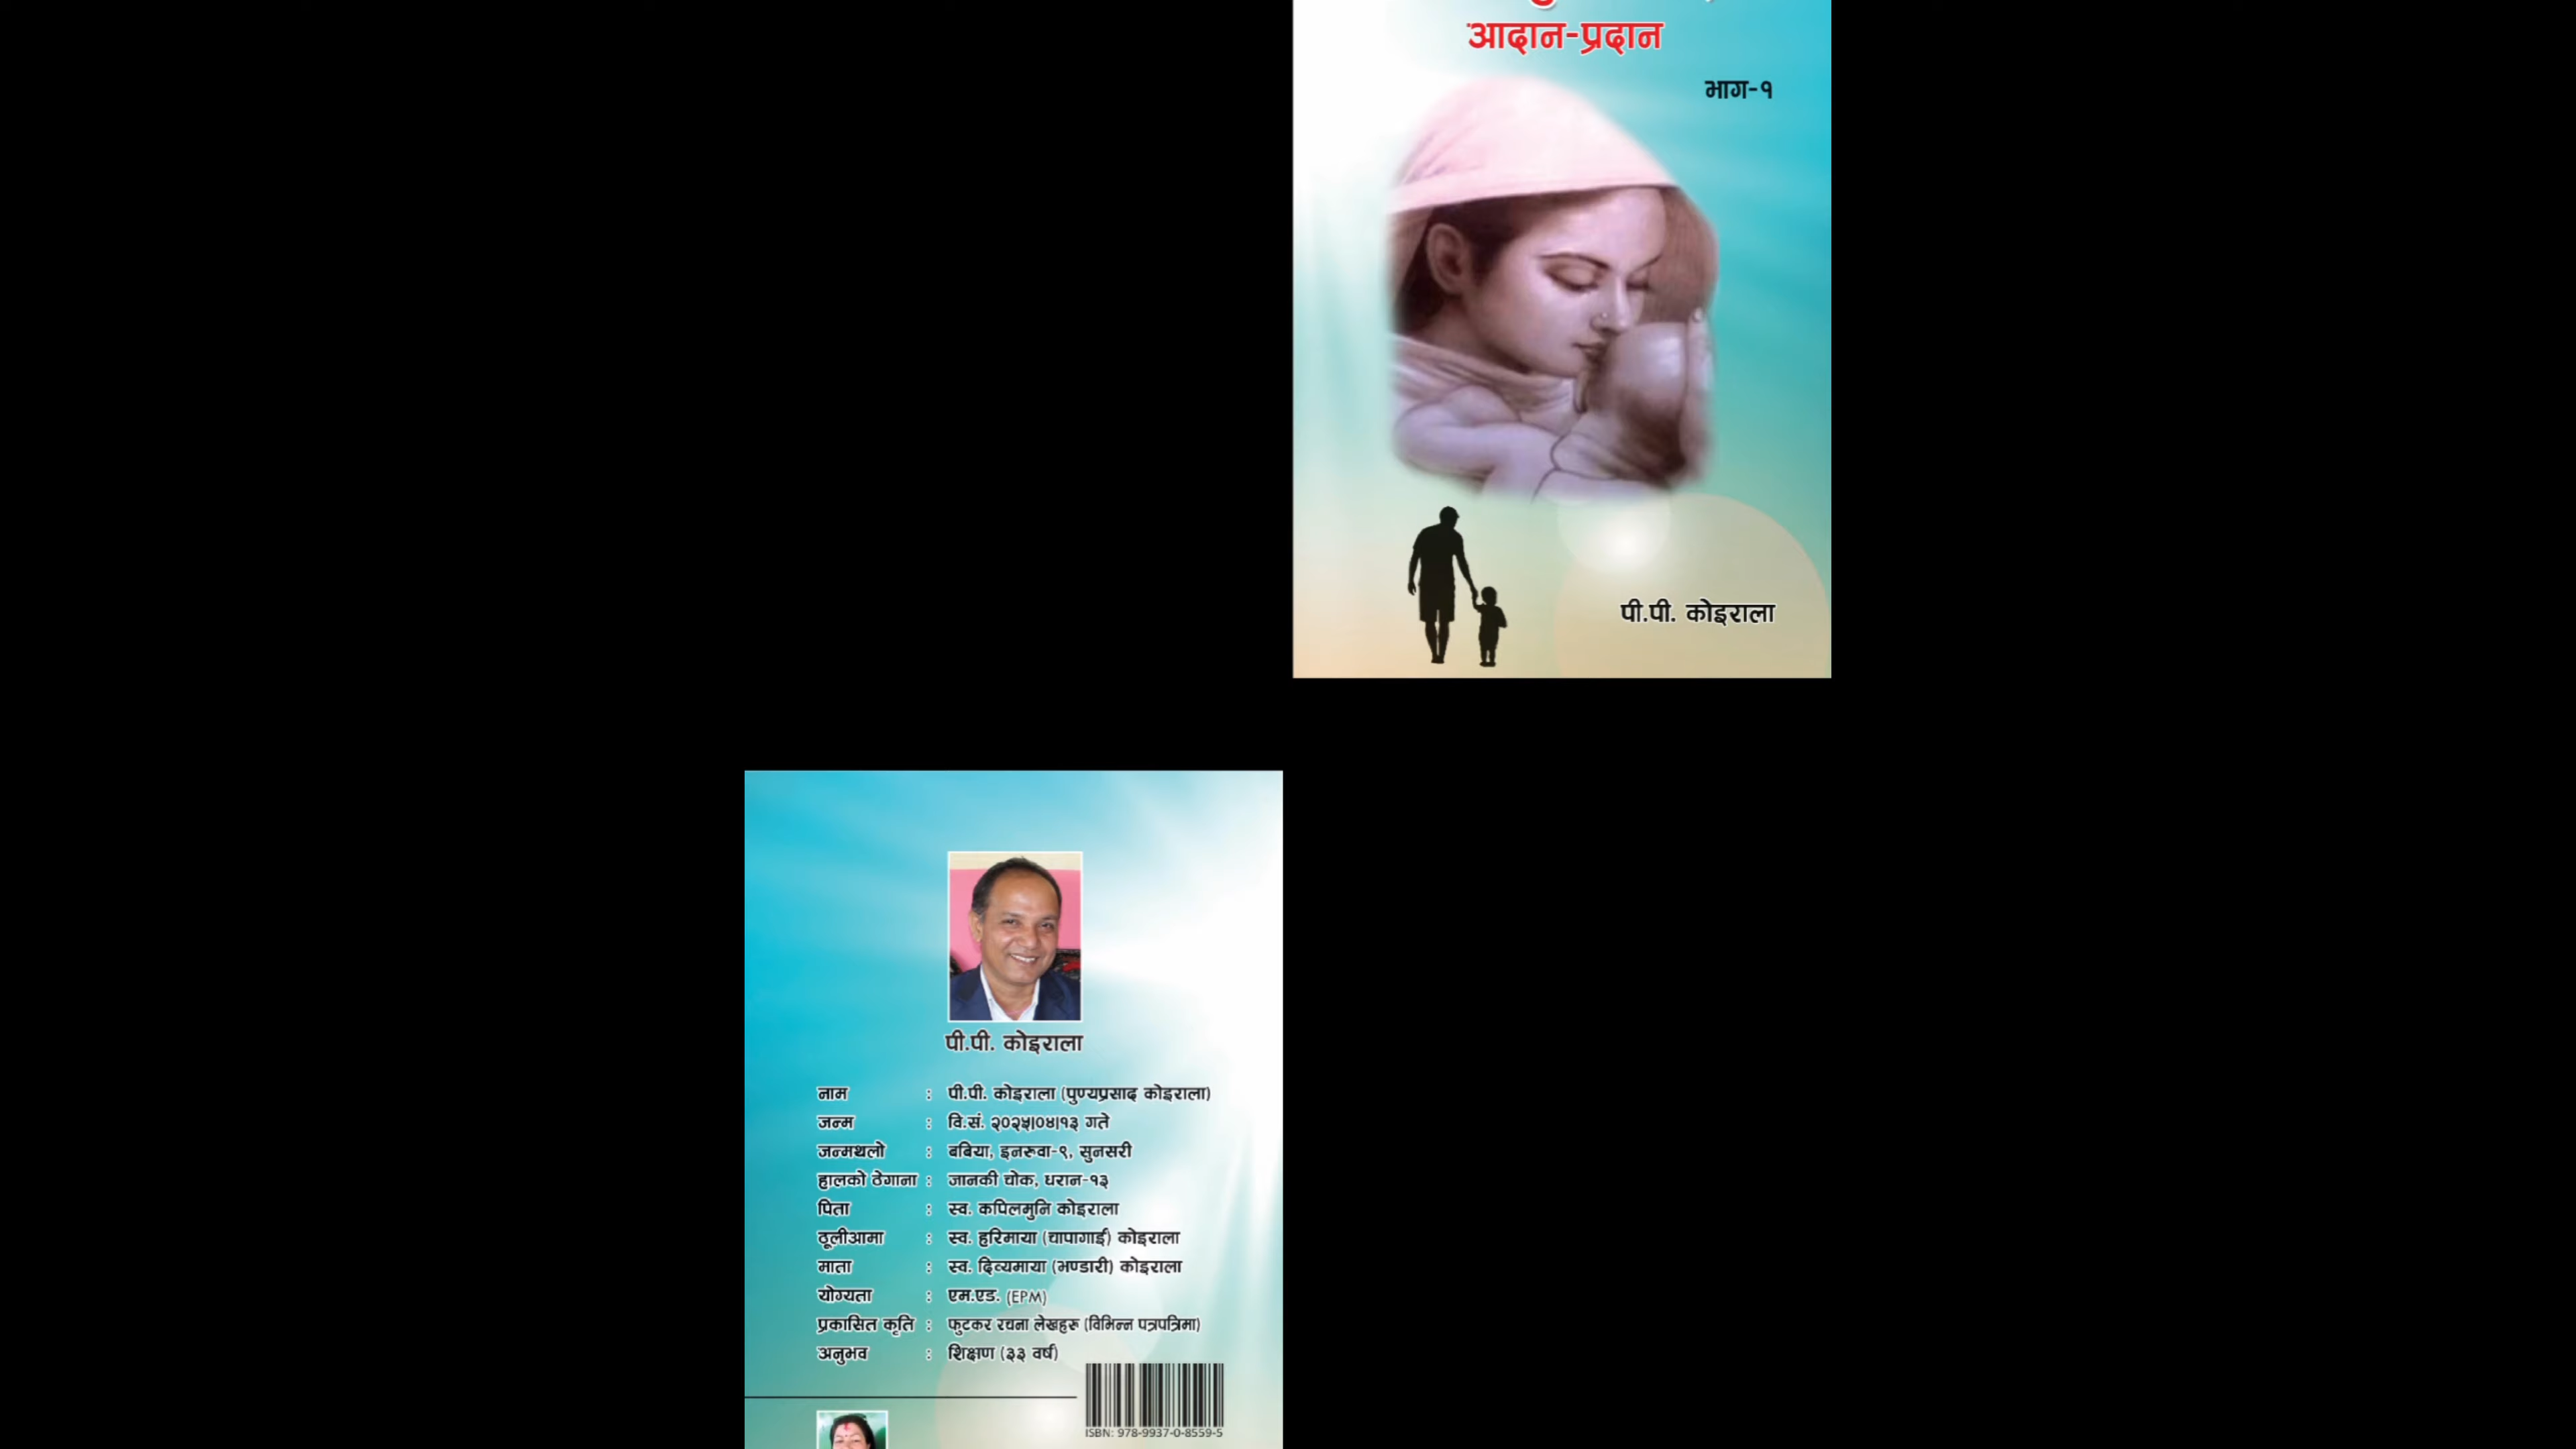 आदान-प्रदान
भाग-१
पी.पी. कोइराला
पी.पी. कोइराला
नाम : पी.पी. कोइराला (पुण्यप्रसाद कोइराला)
जन्म : वि.सं. २०२५|०४|१३ गते
जन्मथलो : बबिया, इनरूवा-९, सुनसरी
हालको ठेगाना : जानकी चोक, धरान-१३
पिता : स्व. कपिलमुनि कोइराला
ठूलीआमा : स्व. हरिमाया (चापागाई) कोइराला
माता : स्व. दिव्यमाया (भण्डारी) कोइराला
योग्यता : एम.एड. (EPM)
प्रकासित कृति : फुटकर रचना लेखहरू (विभिन्न पत्रपत्रिमा)
अनुभव : शिक्षण (३३ वर्ष)
ISBN: 978-9937-0-8559-5